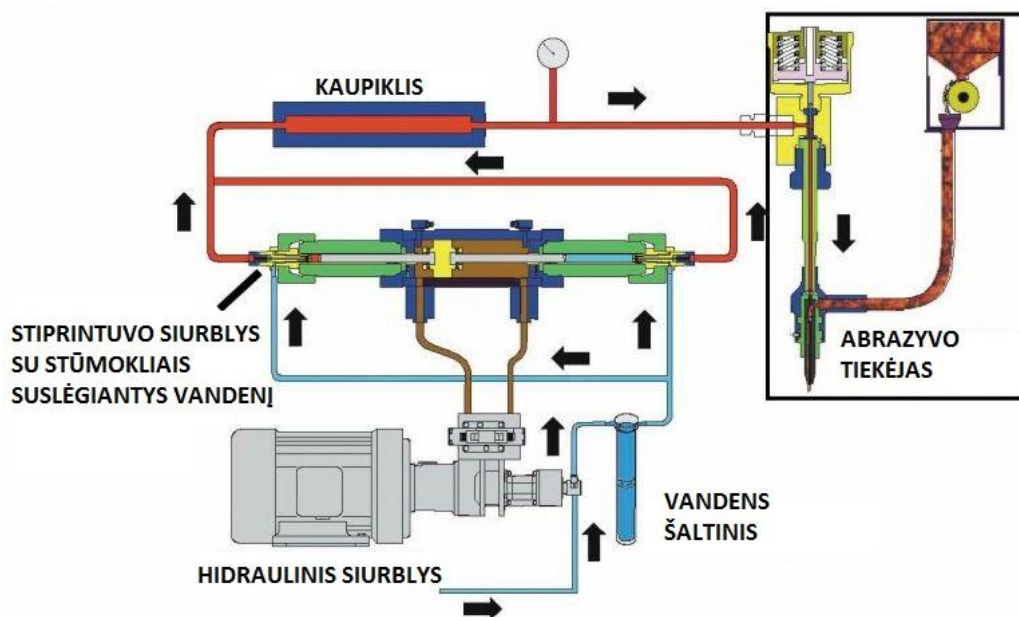 KAUPIKLIS
STIPRINTUVO SIURBLYS
SU STŪMOKLIAIS
SUSLĖGIANTYS VANDENĮ
ABRAZYVO
TIEKĖJAS
VANDENS
ŠALTINIS
HIDRAULINIS SIURBLYS